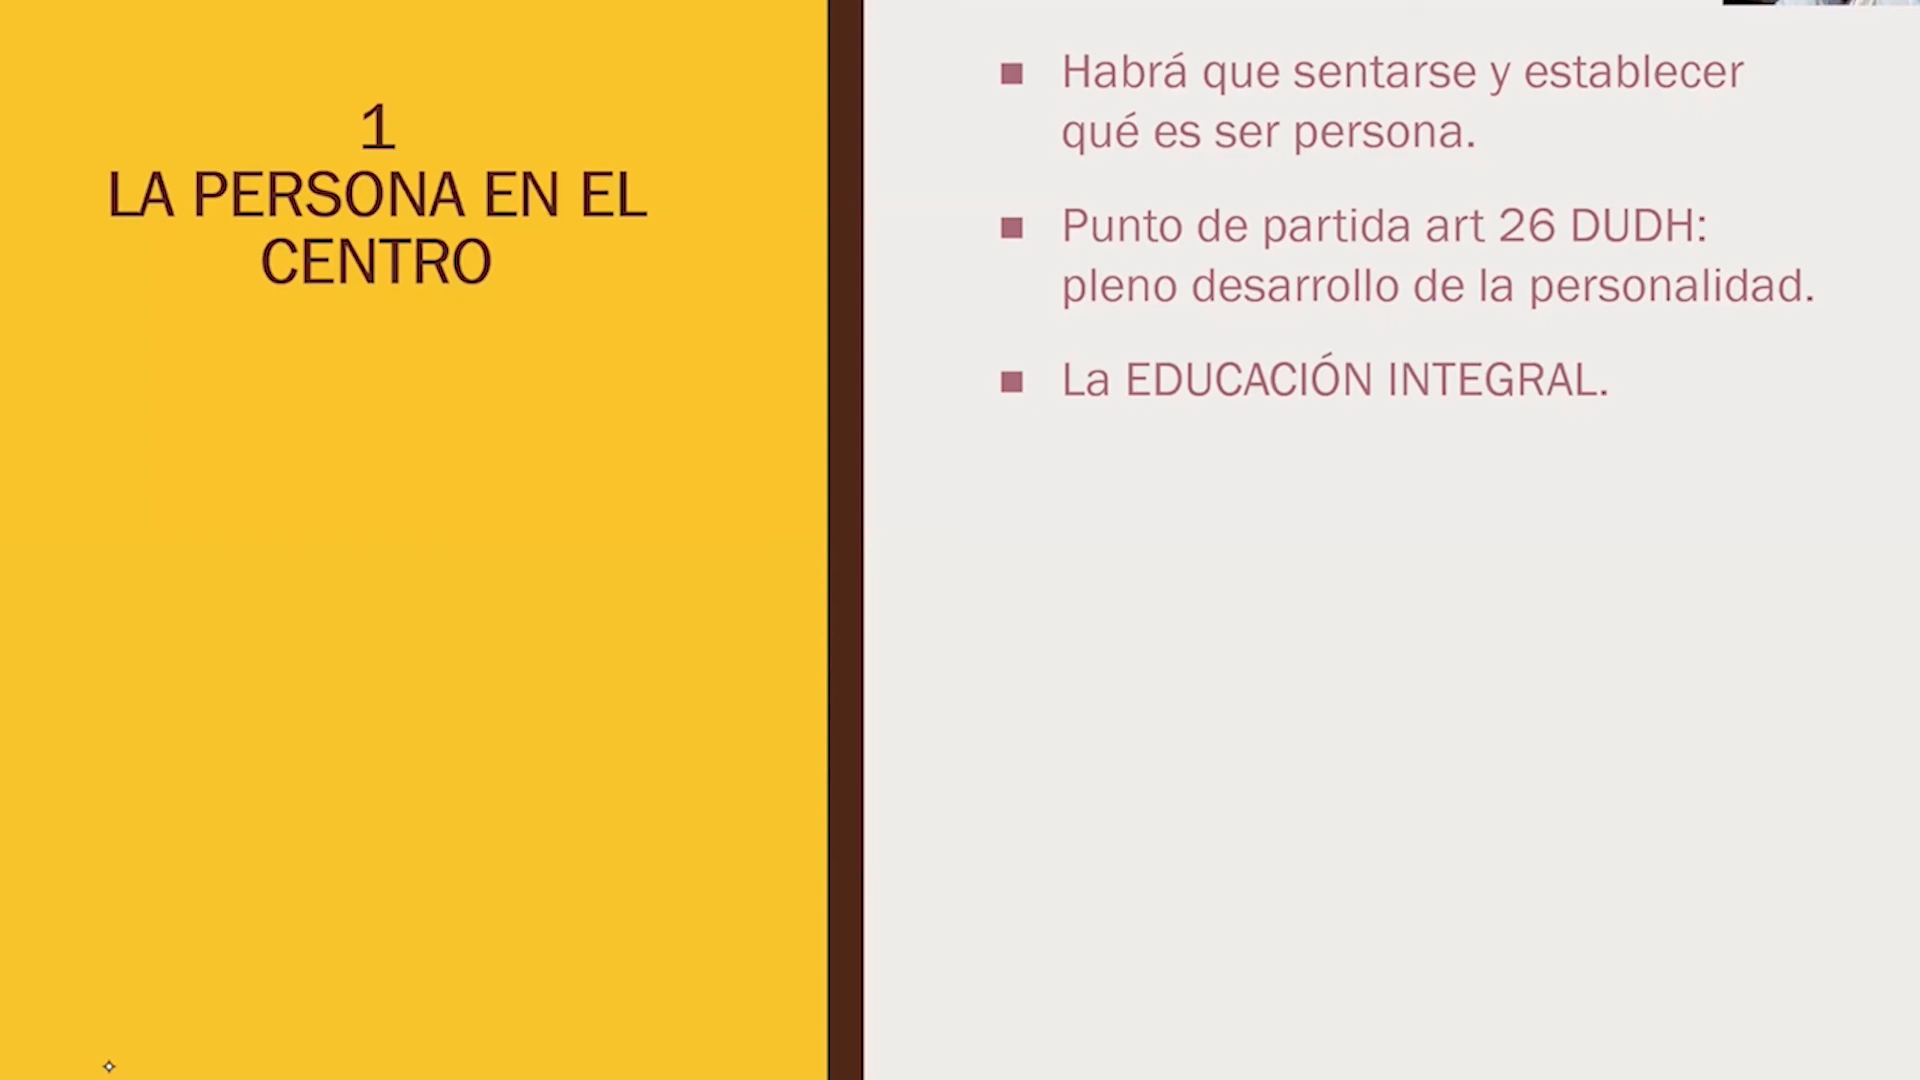 1
LA PERSONA EN EL
CENTRO
Habrá que sentarse y establecer
qué es ser persona.
Punto de partida art 26 DUDH:
pleno desarrollo de la personalidad.
La EDUCACIÓN INTEGRAL.